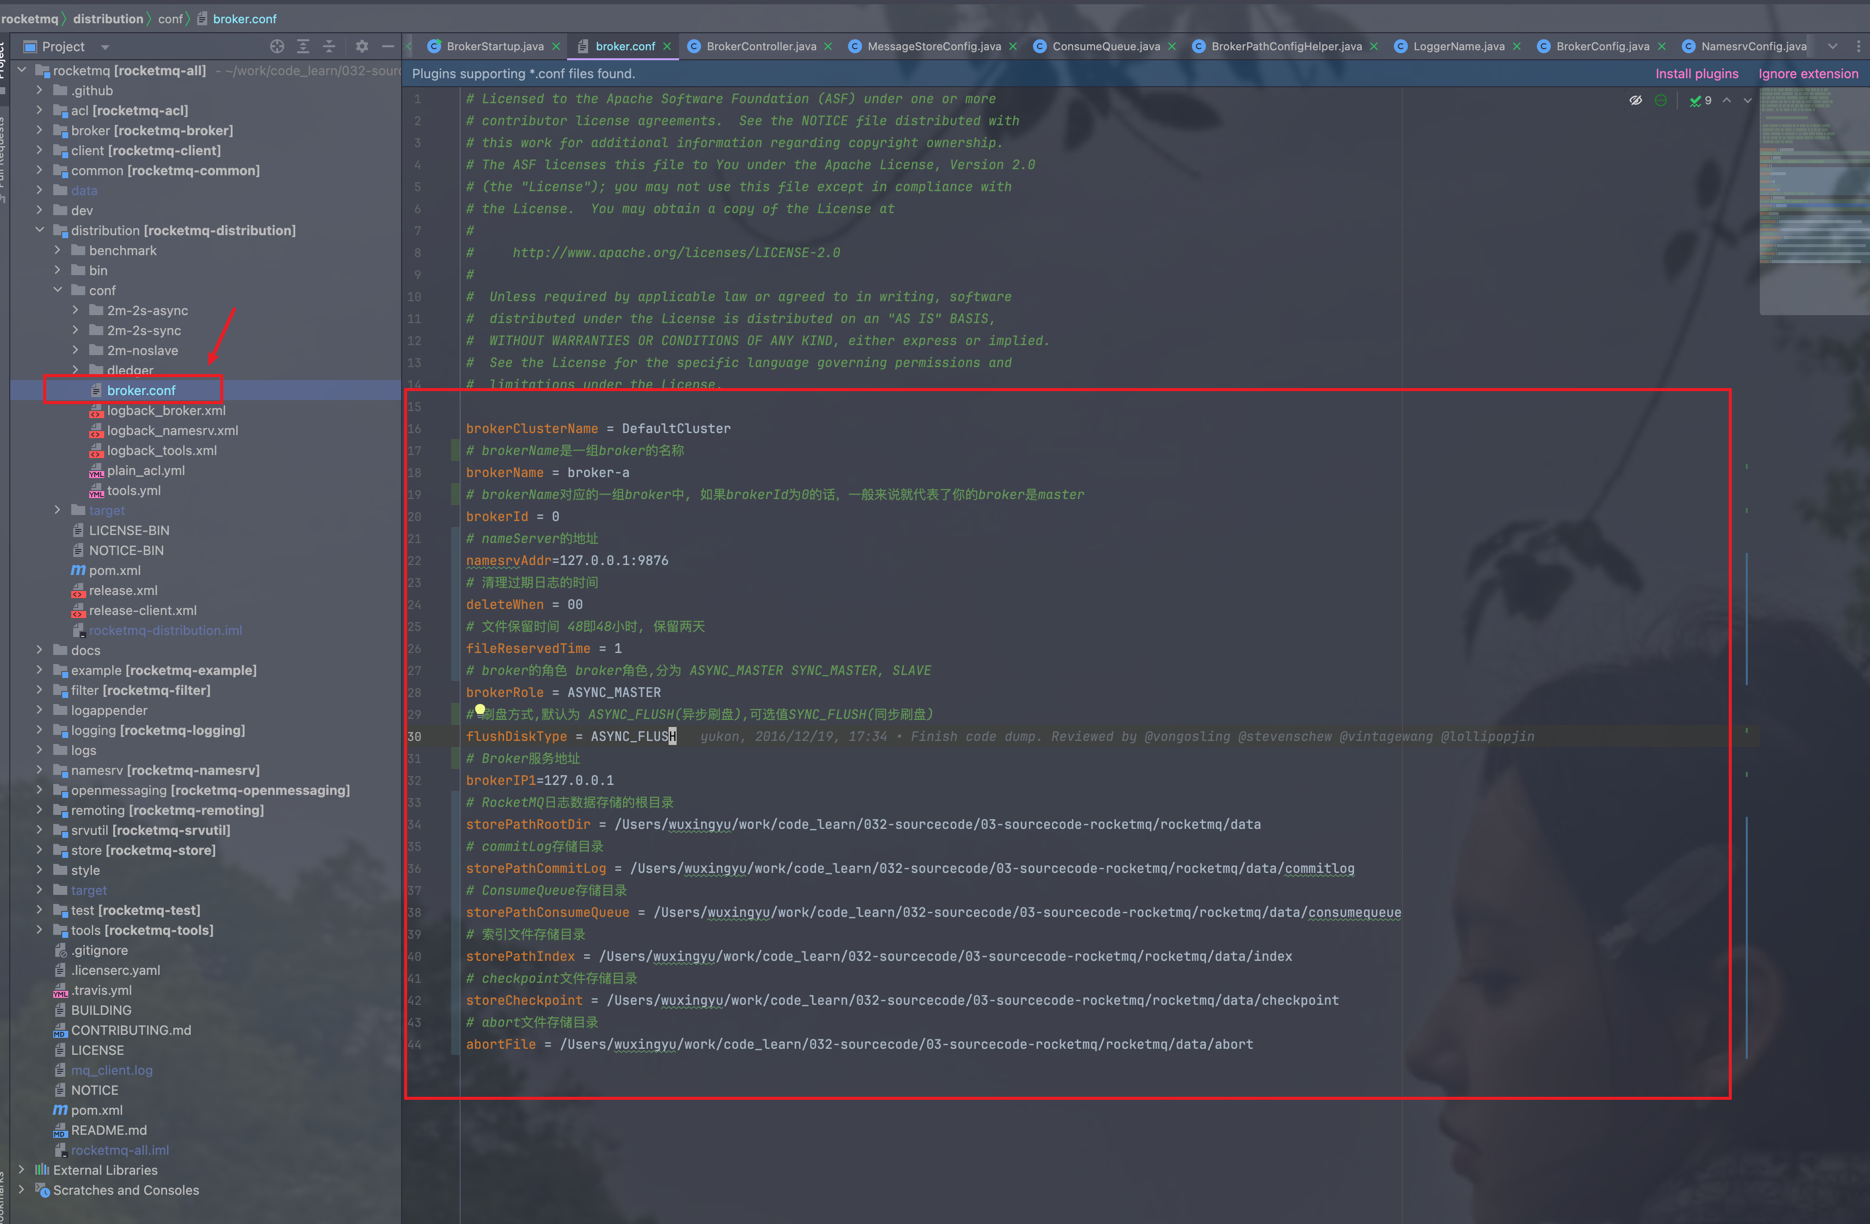 rocketmq 〉 distribution 〉 conf 〉 broker.conf
Project
BrokerStartup.java
broker.conf
BrokerController.java
MessageStoreConfig.java
ConsumeQueue.java
BrokerPathConfigHelper.java
LoggerName.java
BrokerConfig.java
NamesrvConfig.java
Plugins supporting *.conf files found.
Install plugins
Ignore extension
9
rocketmq [rocketmq-all] - ~/work/code_learn/032-sourc
.github
acl [rocketmq-acl]
broker [rocketmq-broker]
client [rocketmq-client]
common [rocketmq-common]
data
dev
distribution [rocketmq-distribution]
benchmark
bin
conf
2m-2s-async
2m-2s-sync
2m-noslave
dledger
broker.conf
logback_broker.xml
logback_namesrv.xml
logback_tools.xml
plain_acl.yml
tools.yml
target
LICENSE-BIN
NOTICE-BIN
pom.xml
release.xml
release-client.xml
rocketmq-distribution.iml
docs
example [rocketmq-example]
filter [rocketmq-filter]
logappender
logging [rocketmq-logging]
logs
namesrv [rocketmq-namesrv]
openmessaging [rocketmq-openmessaging]
remoting [rocketmq-remoting]
srvutil [rocketmq-srvutil]
store [rocketmq-store]
style
target
test [rocketmq-test]
tools [rocketmq-tools]
.gitignore
.licenserc.yaml
.travis.yml
BUILDING
CONTRIBUTING.md
LICENSE
mq_client.log
NOTICE
pom.xml
README.md
rocketmq-all.iml
External Libraries
Scratches and Consoles
1 # Licensed to the Apache Software Foundation (ASF) under one or more
2 # contributor license agreements.  See the NOTICE file distributed with
3 # this work for additional information regarding copyright ownership.
4 # The ASF licenses this file to You under the Apache License, Version 2.0
5 # (the "License"); you may not use this file except in compliance with
6 # the License.  You may obtain a copy of the License at
7 #
8 #     http://www.apache.org/licenses/LICENSE-2.0
9 #
10 #  Unless required by applicable law or agreed to in writing, software
11 #  distributed under the License is distributed on an "AS IS" BASIS,
12 #  WITHOUT WARRANTIES OR CONDITIONS OF ANY KIND, either express or implied.
13 #  See the License for the specific language governing permissions and
14 #  limitations under the License.
15
16 brokerClusterName = DefaultCluster
17 # brokerName是一组broker的名称
18 brokerName = broker-a
19 # brokerName对应的一组broker中, 如果brokerId为0的话, 一般来说就代表了你的broker是master
20 brokerId = 0
21 # nameServer的地址
22 namesrvAddr=127.0.0.1:9876
23 # 清理过期日志的时间
24 deleteWhen = 00
25 # 文件保留时间 48即48小时, 保留两天
26 fileReservedTime = 1
27 # broker的角色 broker角色,分为 ASYNC_MASTER SYNC_MASTER, SLAVE
28 brokerRole = ASYNC_MASTER
29 # 刷盘方式,默认为 ASYNC_FLUSH(异步刷盘),可选值SYNC_FLUSH(同步刷盘)
30 flushDiskType = ASYNC_FLUSH yukon, 2016/12/19, 17:34 • Finish code dump. Reviewed by @vongosling @stevenschew @vintagewang @lollipopjin
31 # Broker服务地址
32 brokerIP1=127.0.0.1
33 # RocketMQ日志数据存储的根目录
34 storePathRootDir = /Users/wuxingyu/work/code_learn/032-sourcecode/03-sourcecode-rocketmq/rocketmq/data
35 # commitLog存储目录
36 storePathCommitLog = /Users/wuxingyu/work/code_learn/032-sourcecode/03-sourcecode-rocketmq/rocketmq/data/commitlog
37 # ConsumeQueue存储目录
38 storePathConsumeQueue = /Users/wuxingyu/work/code_learn/032-sourcecode/03-sourcecode-rocketmq/rocketmq/data/consumequeue
39 # 索引文件存储目录
40 storePathIndex = /Users/wuxingyu/work/code_learn/032-sourcecode/03-sourcecode-rocketmq/rocketmq/data/index
41 # checkpoint文件存储目录
42 storeCheckpoint = /Users/wuxingyu/work/code_learn/032-sourcecode/03-sourcecode-rocketmq/rocketmq/data/checkpoint
43 # abort文件存储目录
44 abortFile = /Users/wuxingyu/work/code_learn/032-sourcecode/03-sourcecode-rocketmq/rocketmq/data/abort